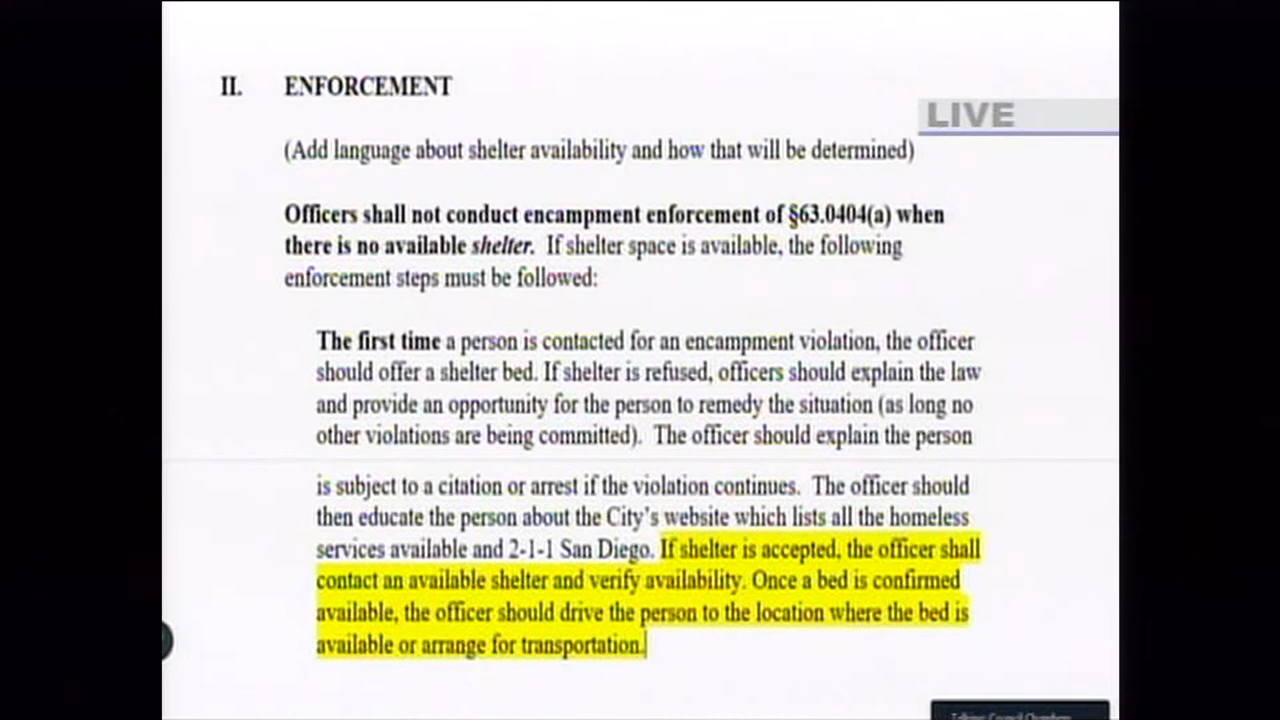 II. ENFORCEMENT
LIVE
(Add language about shelter availability and how that will be determined)
Officers shall not conduct encampment enforcement of §63.0404(a) when
there is no available shelter. If shelter space is available, the following
enforcement steps must be followed:
The first time a person is contacted for an encampment violation, the officer
should offer a shelter bed. If shelter is refused, officers should explain the law
and provide an opportunity for the person to remedy the situation (as long no
other violations are being committed). The officer should explain the person
is subject to a citation or arrest if the violation continues. The officer should
then educate the person about the City's website which lists all the homeless
services available and 2-1-1 San Diego. If shelter is accepted, the officer shall
contact an available shelter and verify availability. Once a bed is confirmed
available, the officer should drive the person to the location where the bed is
available or arrange for transportation.
Council Chambers